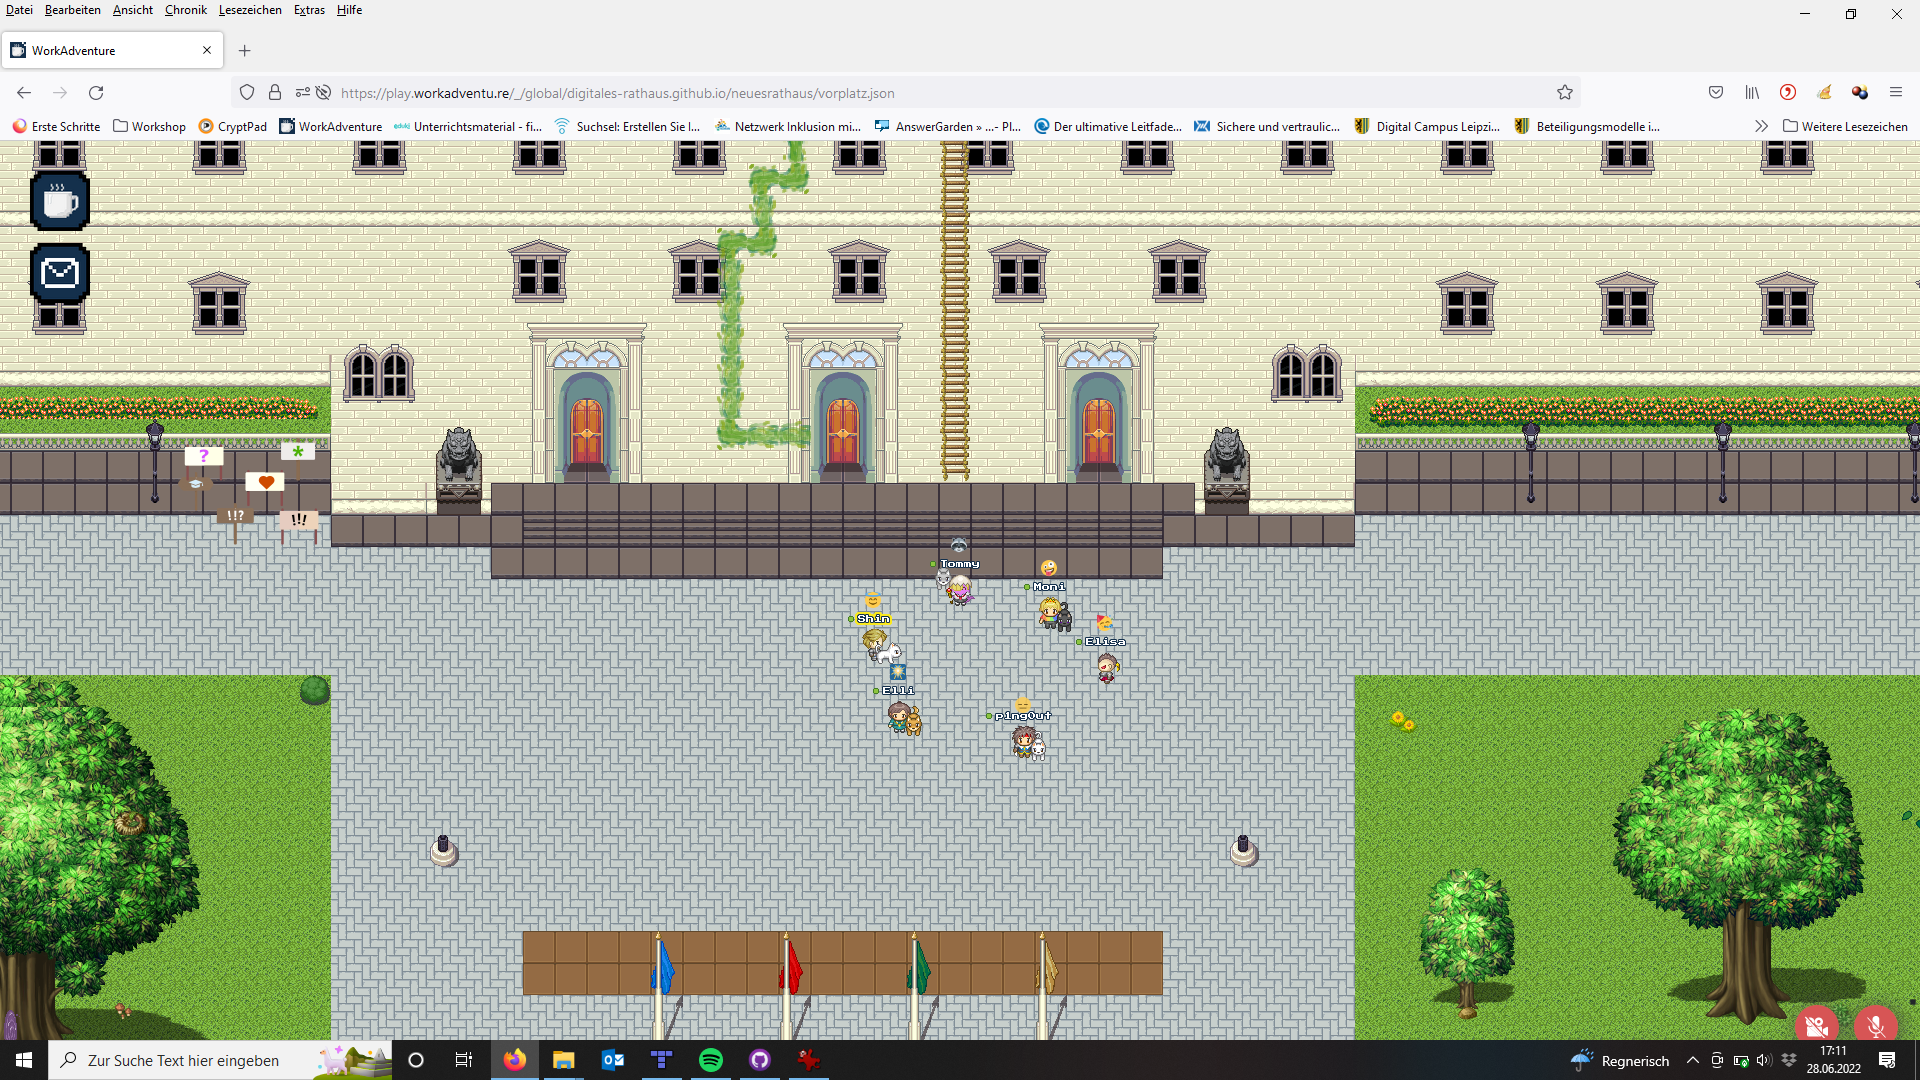 Datei Bearbeiten Ansicht Chronik Lesezeichen Extras Hilfe
WorkAdventure
https://play.workadventu.re/_/global/digitales-rathaus.github.io/neuesrathaus/vorplatz.json
Erste Schritte Workshop CryptPad WorkAdventure Unterrichtsmaterial - fi... Suchsel: Erstellen Sie I... Netzwerk Inklusion mi... AnswerGarden » ...- Pl... Der ultimative Leitfade... Sichere und vertraulic... Digital Campus Leipzi... Beteiligungsmodelle i... Weitere Lesezeichen
?
*
!!?
!!!
Tommy
Moni
Shin
Elisa
Elli
p1ng0ut
Zur Suche Text hier eingeben
Regnerisch
17:11
28.06.2022